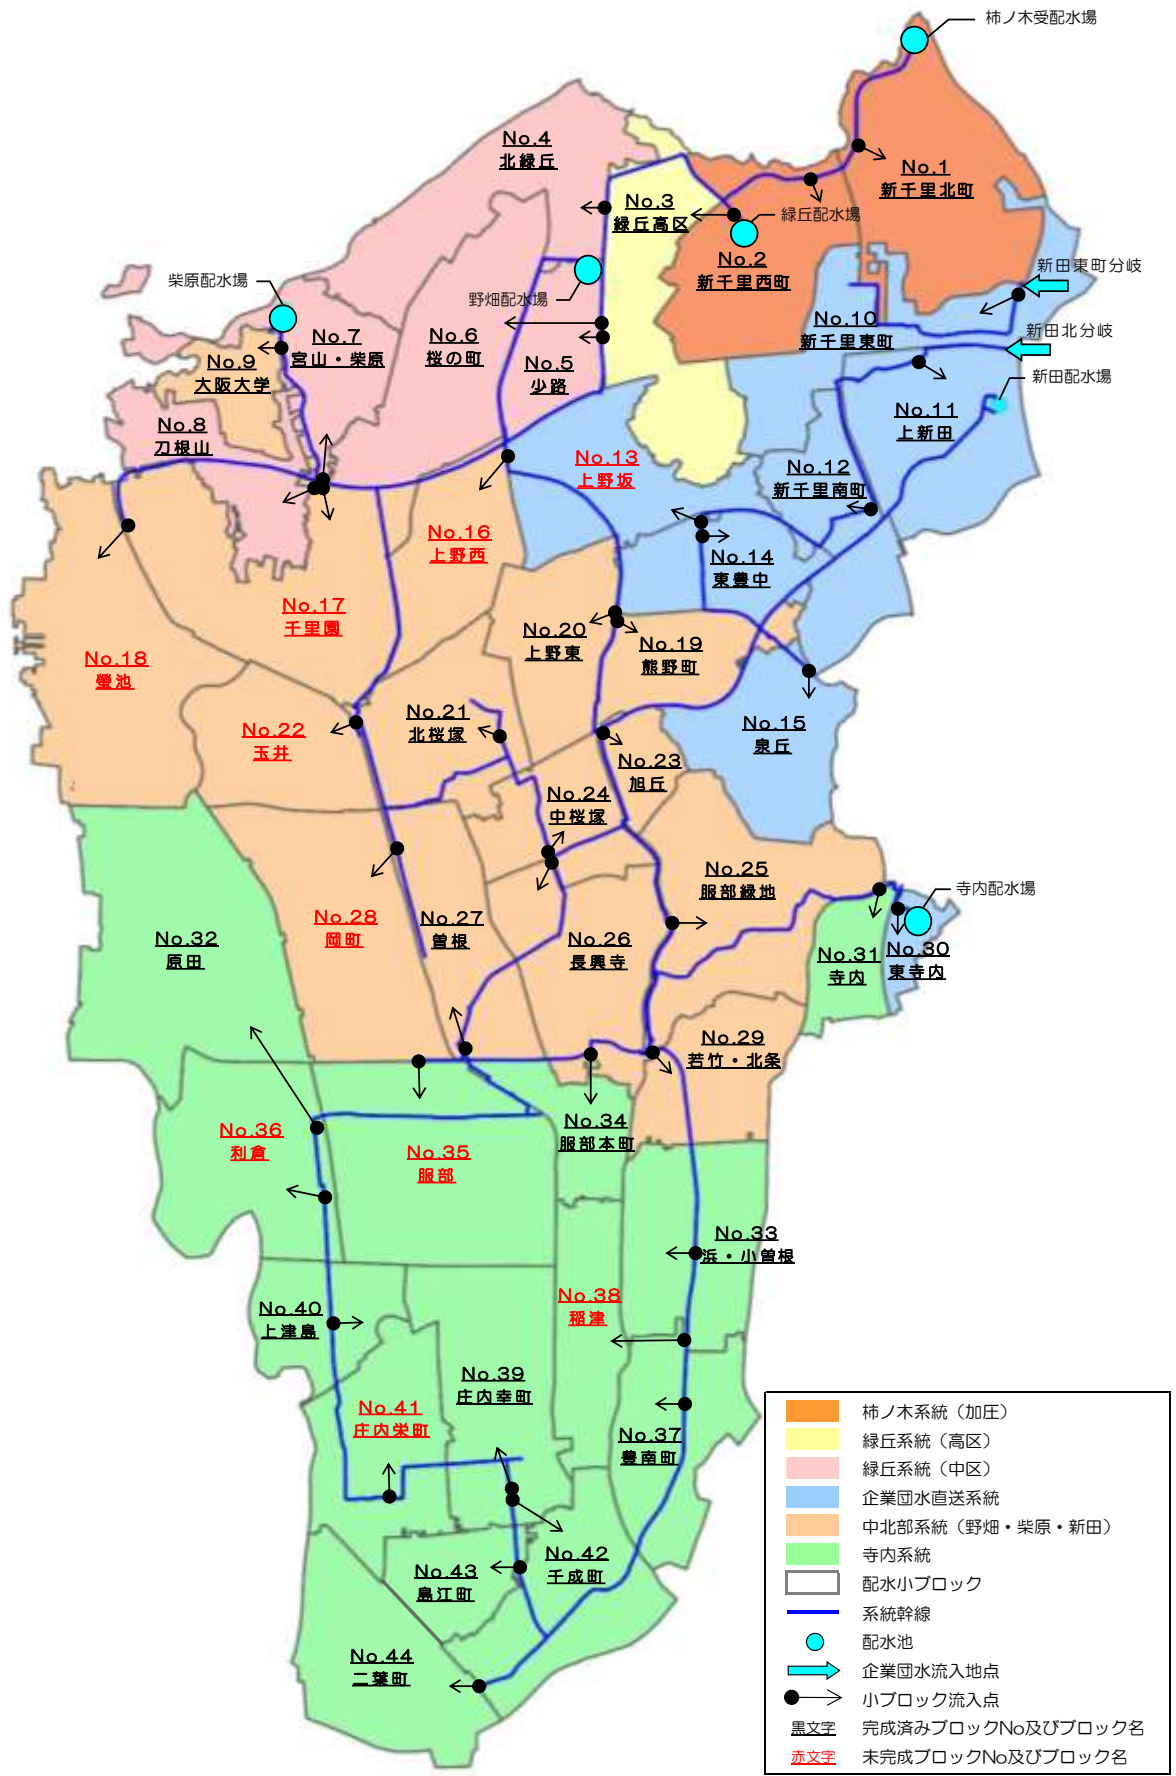 柿ノ木受配水場
No.4
北緑丘
No.1
新千里北町
No.3
緑丘高区
緑丘配水場
No.2
新千里西町
新田東町分岐
柴原配水場
野畑配水場
No.10
新千里東町
新田北分岐
No.7
宮山・柴原
No.6
桜の町
No.5
少路
No.9
大阪大学
新田配水場
No.11
上新田
No.8
刀根山
No.13
上野坂
No.12
新千里南町
No.16
上野西
No.14
東豊中
No.17
千里園
No.20
上野東
No.19
熊野町
No.18
螢池
No.21
北桜塚
No.15
泉丘
No.22
玉井
No.23
旭丘
No.24
中桜塚
No.25
服部緑地
寺内配水場
No.28
岡町
No.27
曽根
No.26
長興寺
No.32
原田
No.31
寺内
No.30
東寺内
No.29
若竹・北条
No.36
利倉
No.35
服部
No.34
服部本町
No.33
浜・小曽根
No.40
上津島
No.38
稲津
No.39
庄内幸町
No.41
庄内栄町
No.37
豊南町
No.43
島江町
No.42
千成町
No.44
二葉町
柿ノ木系統（加圧）
緑丘系統（高区）
緑丘系統（中区）
企業団水直送系統
中北部系統（野畑・柴原・新田）
寺内系統
配水小ブロック
系統幹線
配水池
企業団水流入地点
小ブロック流入点
黒文字 完成済みブロックNo及びブロック名
赤文字 未完成ブロックNo及びブロック名